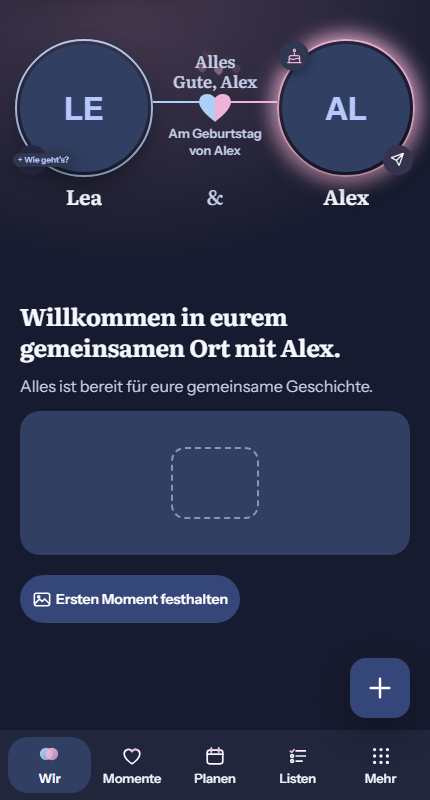 Alles
Gute, Alex
LE
AL
Am Geburtstag
von Alex
+ Wie geht's?
Lea
&
Alex
Willkommen in eurem
gemeinsamen Ort mit Alex.
Alles ist bereit für eure gemeinsame Geschichte.
Ersten Moment festhalten
Wir
Momente
Planen
Listen
Mehr